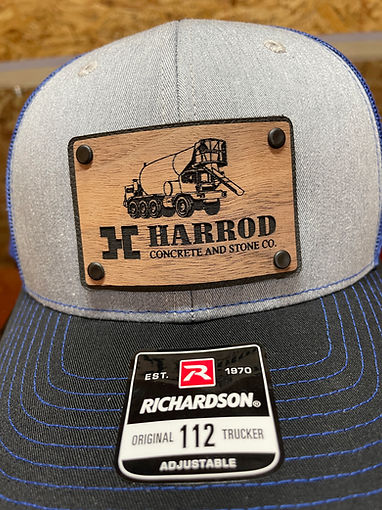 HARROD
CONCRETE AND STONE CO.
EST. 1970
RICHARDSON®
ORIGINAL 112 TRUCKER
ADJUSTABLE